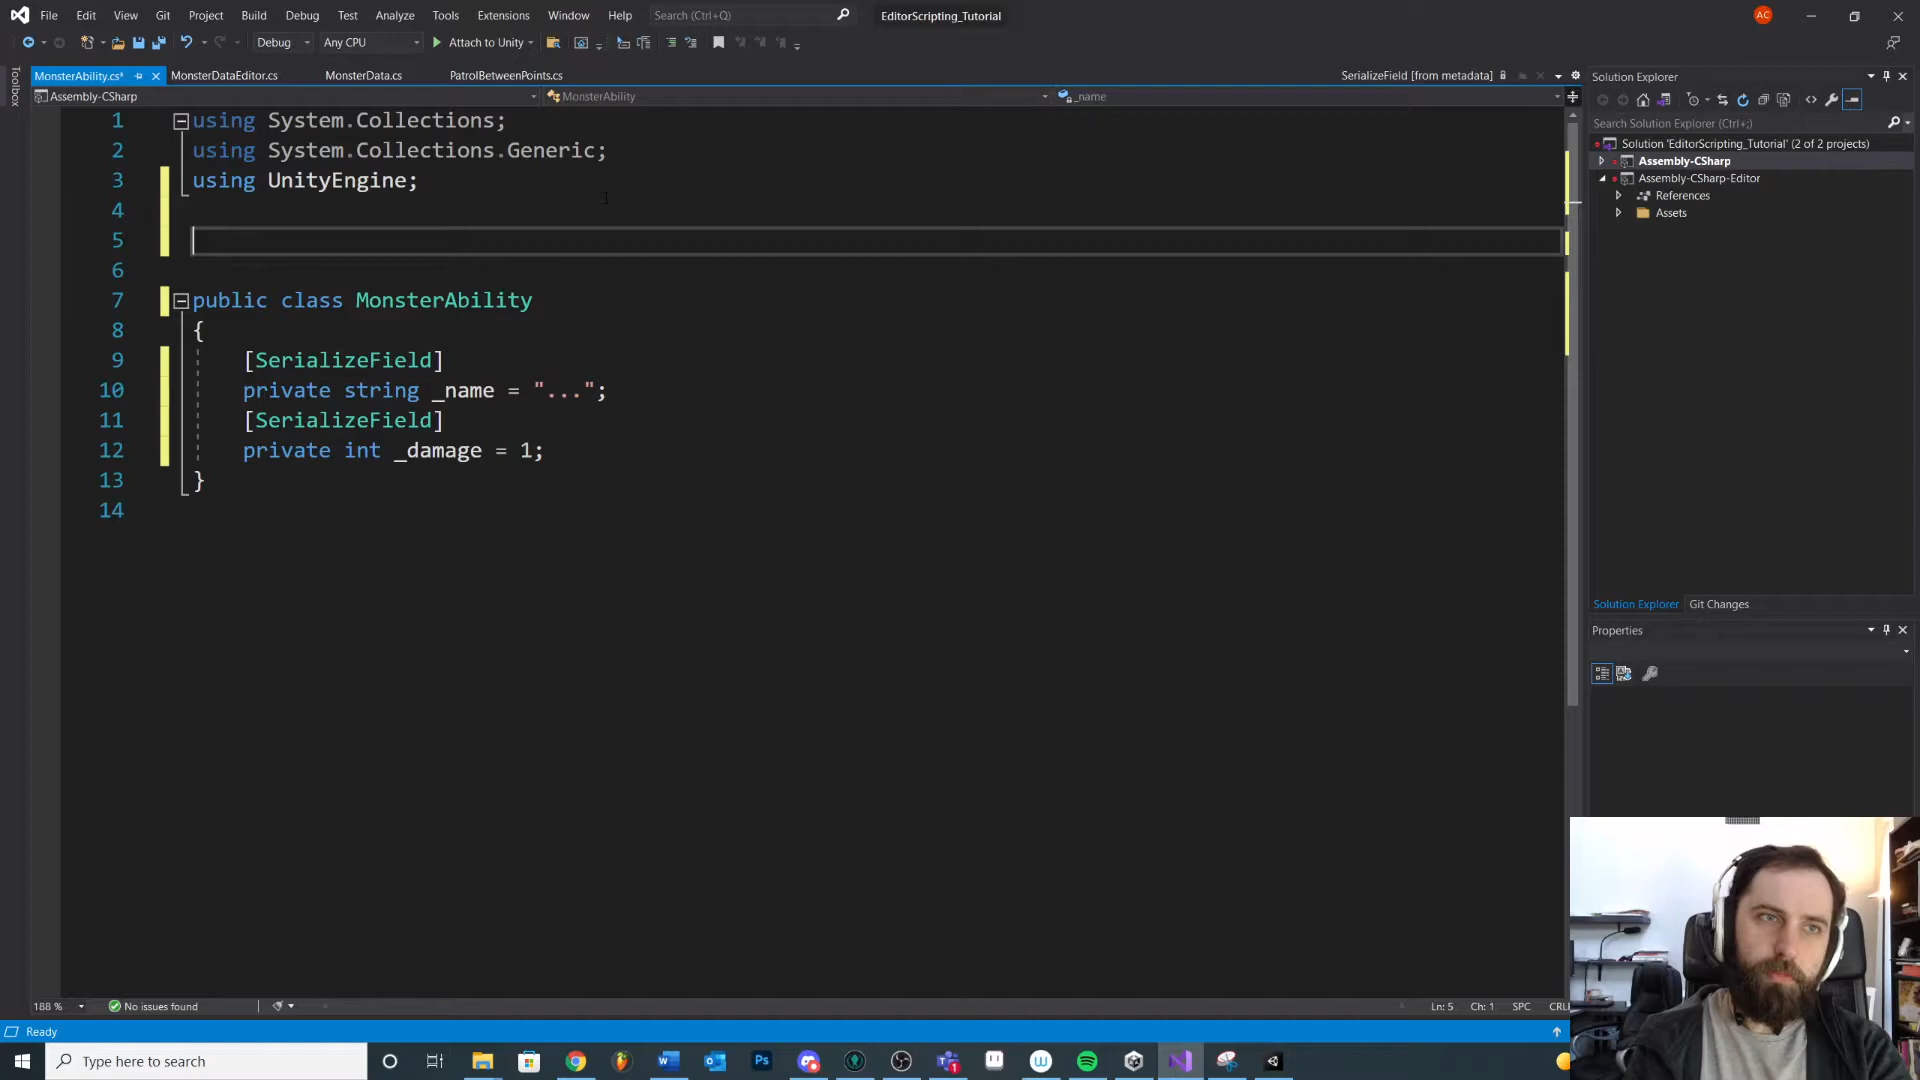 File Edit View Git Project Build Debug Test Analyze Tools Extensions Window Help Search (Ctrl+Q) EditorScripting_Tutorial AC
Debug Any CPU Attach to Unity
MonsterAbility.cs* MonsterDataEditor.cs MonsterData.cs PatrolBetweenPoints.cs SerializeField [from metadata]
Assembly-CSharp MonsterAbility _name
Toolbox
1 using System.Collections;
2 using System.Collections.Generic;
3 using UnityEngine;
4
5
6
7 public class MonsterAbility
8 {
9 [SerializeField]
10 private string _name = "...";
11 [SerializeField]
12 private int _damage = 1;
13 }
14
Solution Explorer
Search Solution Explorer (Ctrl+;)
Solution 'EditorScripting_Tutorial' (2 of 2 projects)
Assembly-CSharp
Assembly-CSharp-Editor
References
Assets
Solution Explorer Git Changes
Properties
188 % No issues found Ln: 5 Ch: 1 SPC CRLF
Ready
Type here to search